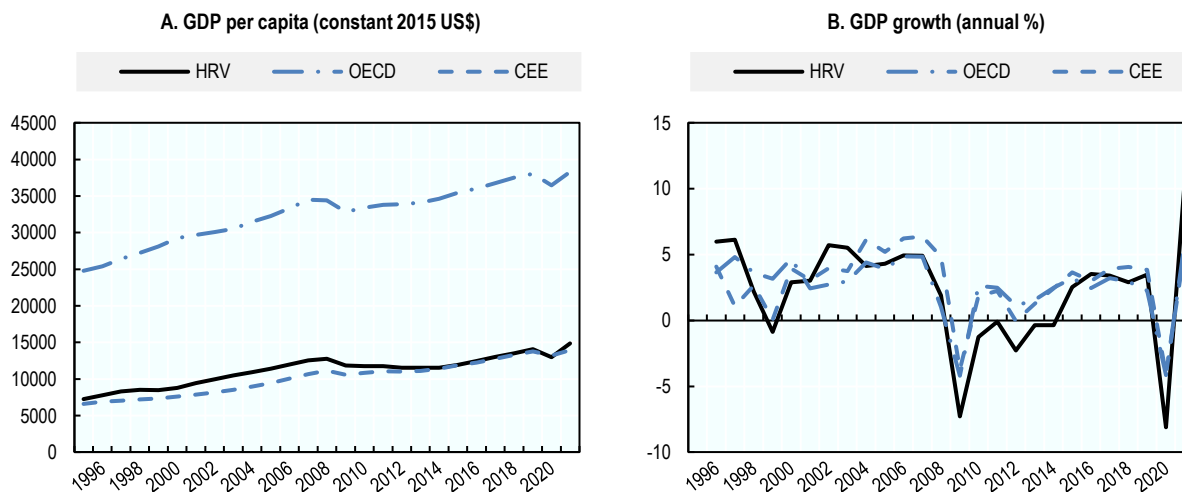 A. GDP per capita (constant 2015 US$)
HRV OECD CEE
45000
40000
35000
30000
25000
20000
15000
10000
5000
0
1996 1998 2000 2002 2004 2006 2008 2010 2012 2014 2016 2018 2020
B. GDP growth (annual %)
HRV OECD CEE
15
10
5
0
-5
-10
1996 1998 2000 2002 2004 2006 2008 2010 2012 2014 2016 2018 2020